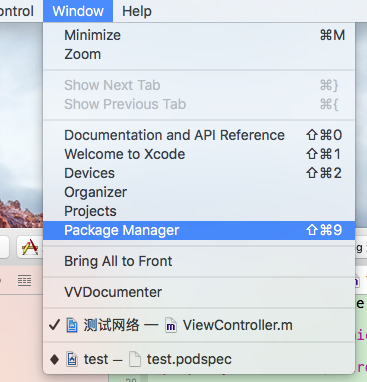 ontrol Window Help
Minimize ⌘M
Zoom
Show Next Tab ⌘}
Show Previous Tab ⌘{
Documentation and API Reference ⇧⌘0
Welcome to Xcode ⇧⌘1
Devices ⇧⌘2
Organizer
Projects
Package Manager ⇧⌘9
Bring All to Front
VVDocumenter
✓ 测试网络 — m ViewController.m
◆ test — test.podspec